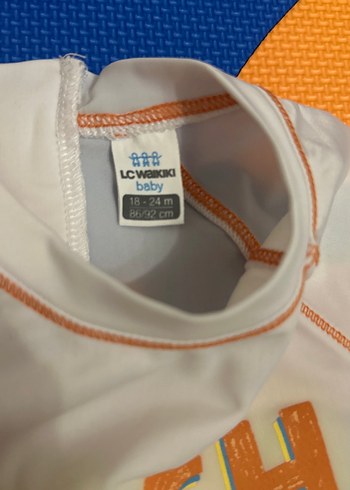 LC WAIKIKI
baby
18 - 24 m
86/92 cm